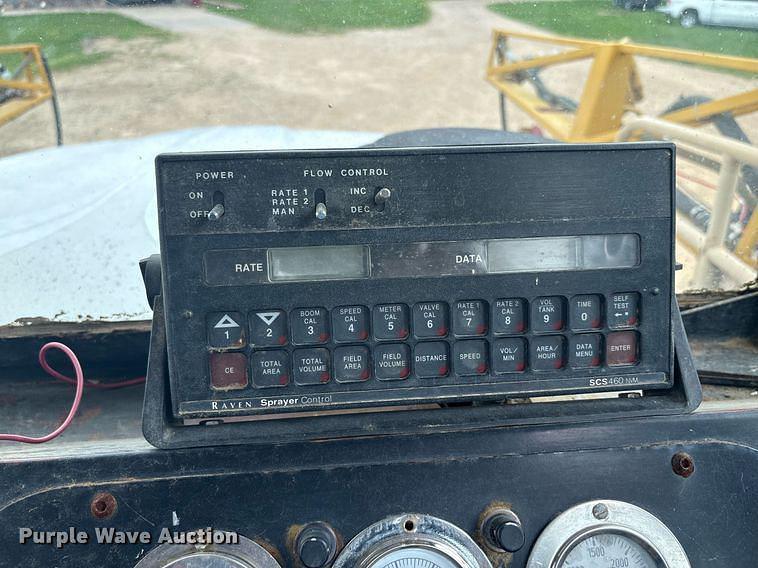 POWER
FLOW CONTROL
ON
OFF
RATE 1
RATE 2
MAN
INC
DEC
RATE
DATA
1
2
BOOM CAL 3
SPEED CAL 4
METER CAL 5
VALVE CAL 6
RATE 1 CAL 7
RATE 2 CAL 8
VOL TANK 9
TIME 0
SELF TEST
CE
TOTAL AREA
TOTAL VOLUME
FIELD AREA
FIELD VOLUME
DISTANCE
SPEED
VOL/ MIN
AREA/ HOUR
DATA MENU
ENTER
RAVEN Sprayer Control
SCS 460 NVM
1500
2000
Purple Wave Auction